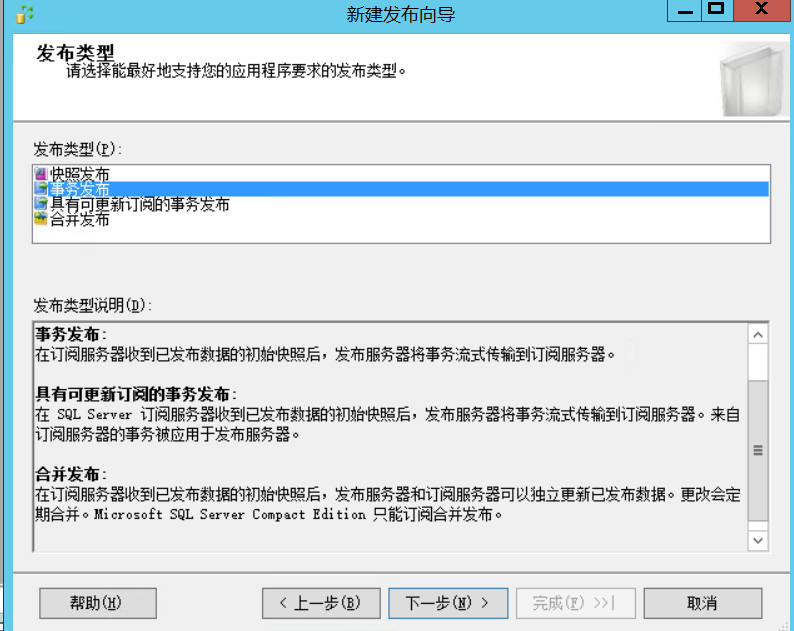 新建发布向导
发布类型
请选择能最好地支持您的应用程序要求的发布类型。
发布类型(P):
快照发布
事务发布
具有可更新订阅的事务发布
合并发布
发布类型说明(D):
事务发布:
在订阅服务器收到已发布数据的初始快照后，发布服务器将事务流式传输到订阅服务器。
具有可更新订阅的事务发布:
在 SQL Server 订阅服务器收到已发布数据的初始快照后，发布服务器将事务流式传输到订阅服务器。来自
订阅服务器的事务被应用于发布服务器。
合并发布:
在订阅服务器收到已发布数据的初始快照后，发布服务器和订阅服务器可以独立更新已发布数据。更改会定
期合并。Microsoft SQL Server Compact Edition 只能订阅合并发布。
帮助(H)
< 上一步(B)
下一步(N) >
完成(F) >>|
取消